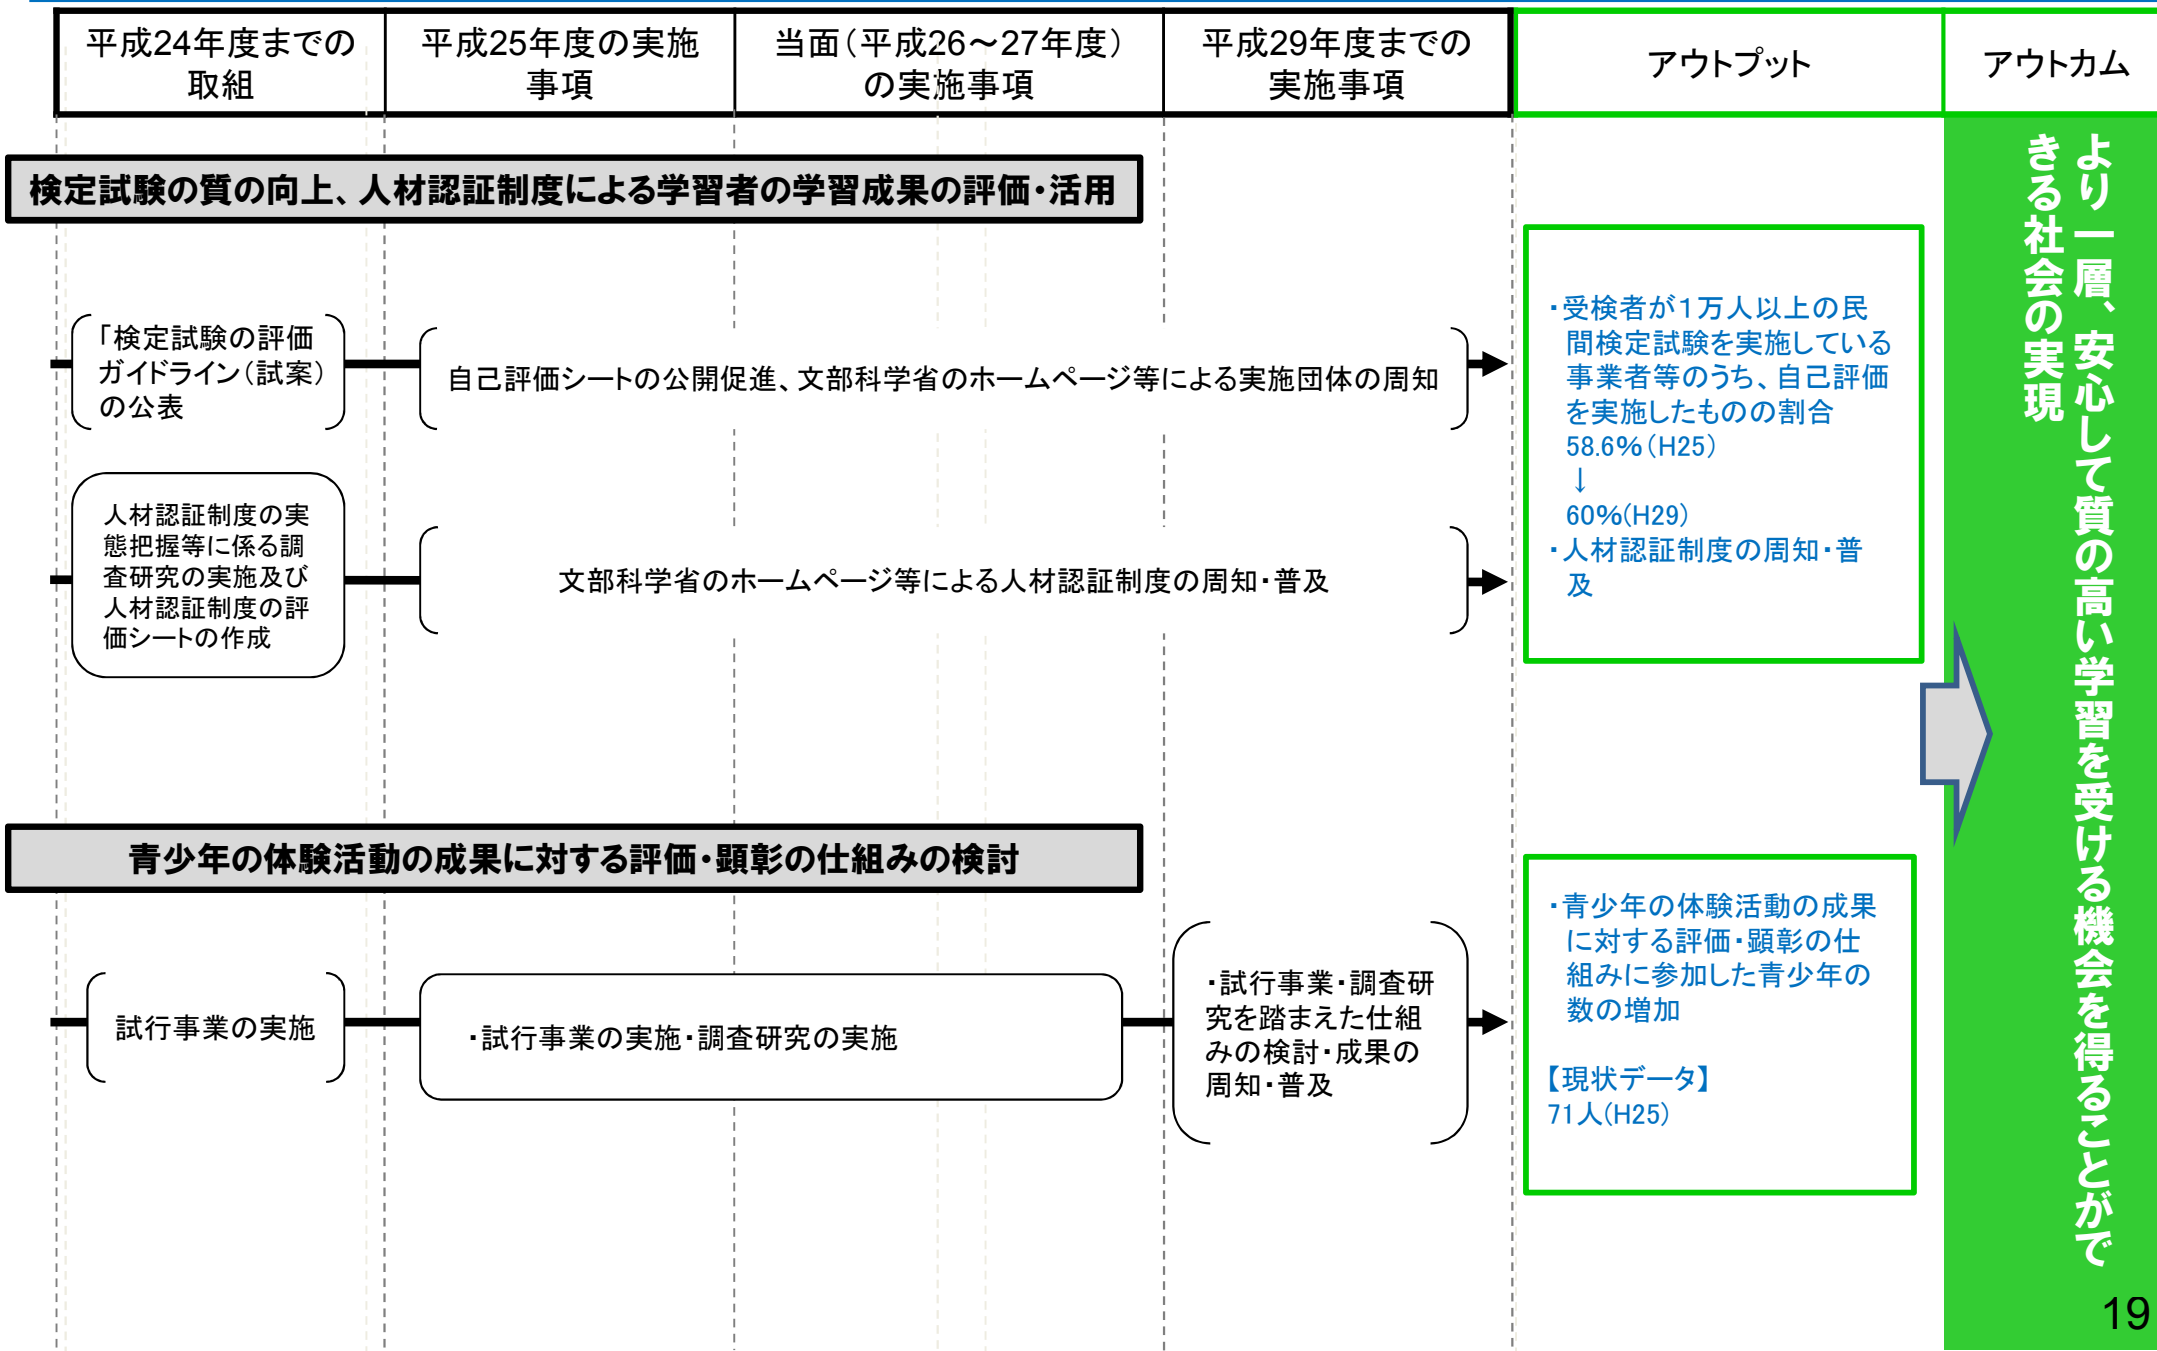 平成24年度までの
取組
平成25年度の実施
事項
当面（平成26～27年度）
の実施事項
平成29年度までの
実施事項
アウトプット
アウトカム
検定試験の質の向上、人材認証制度による学習者の学習成果の評価・活用
「検定試験の評価
ガイドライン（試案）
の公表
自己評価シートの公開促進、文部科学省のホームページ等による実施団体の周知
・受検者が１万人以上の民
間検定試験を実施している
事業者等のうち、自己評価
を実施したものの割合
58.6%（H25）
↓
60%(H29)
・人材認証制度の周知・普
及
人材認証制度の実
態把握等に係る調
査研究の実施及び
人材認証制度の評
価シートの作成
文部科学省のホームページ等による人材認証制度の周知・普及
青少年の体験活動の成果に対する評価・顕彰の仕組みの検討
試行事業の実施
・試行事業の実施・調査研究の実施
・試行事業・調査研
究を踏まえた仕組
みの検討・成果の
周知・普及
・青少年の体験活動の成果
に対する評価・顕彰の仕
組みに参加した青少年の
数の増加
【現状データ】
71人(H25)
より一層、安心して質の高い学習を受ける機会を得ることがで
きる社会の実現
19